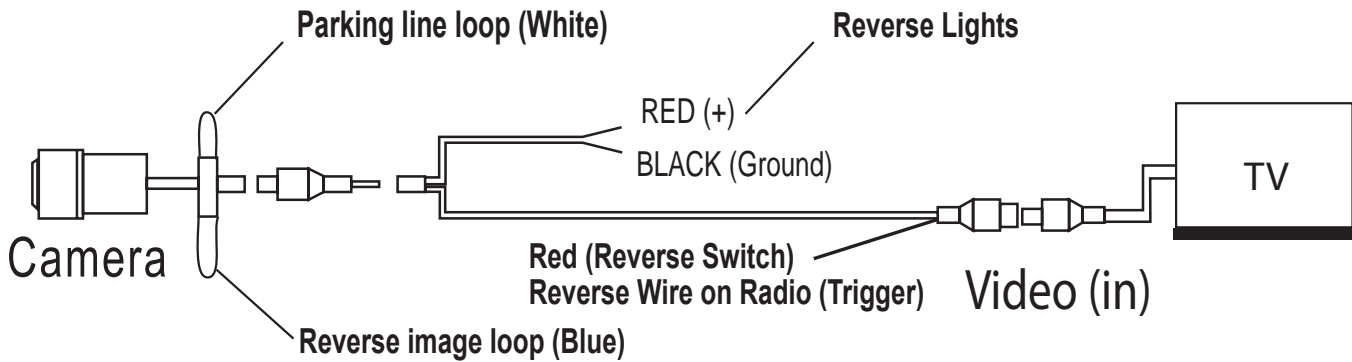 Parking line loop (White)
Reverse Lights
RED (+)
BLACK (Ground)
TV
Camera
Red (Reverse Switch)
Reverse Wire on Radio (Trigger)
Video (in)
Reverse image loop (Blue)